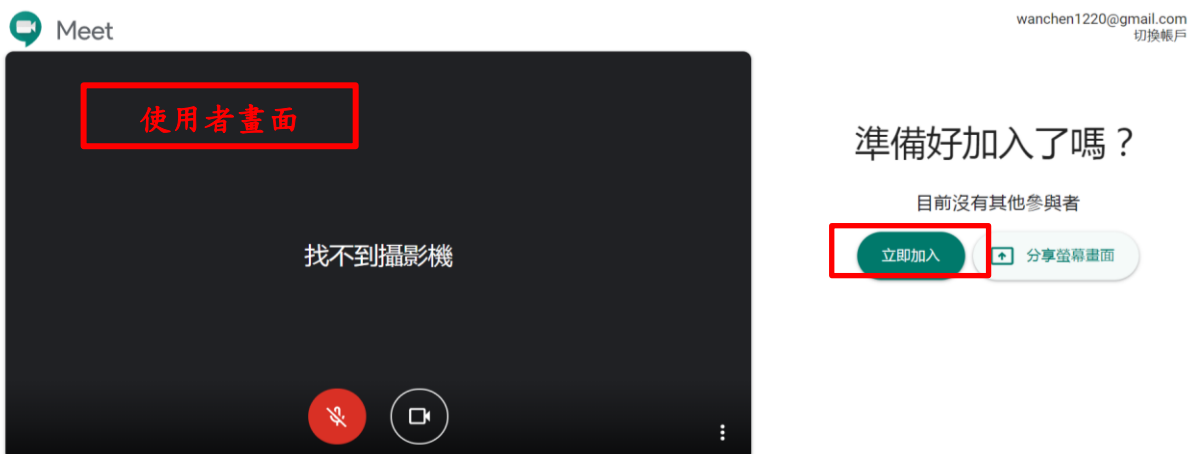 Meet
wanchen1220@gmail.com
切換帳戶
使用者畫面
準備好加入了嗎？
目前沒有其他參與者
找不到攝影機
立即加入
分享螢幕畫面